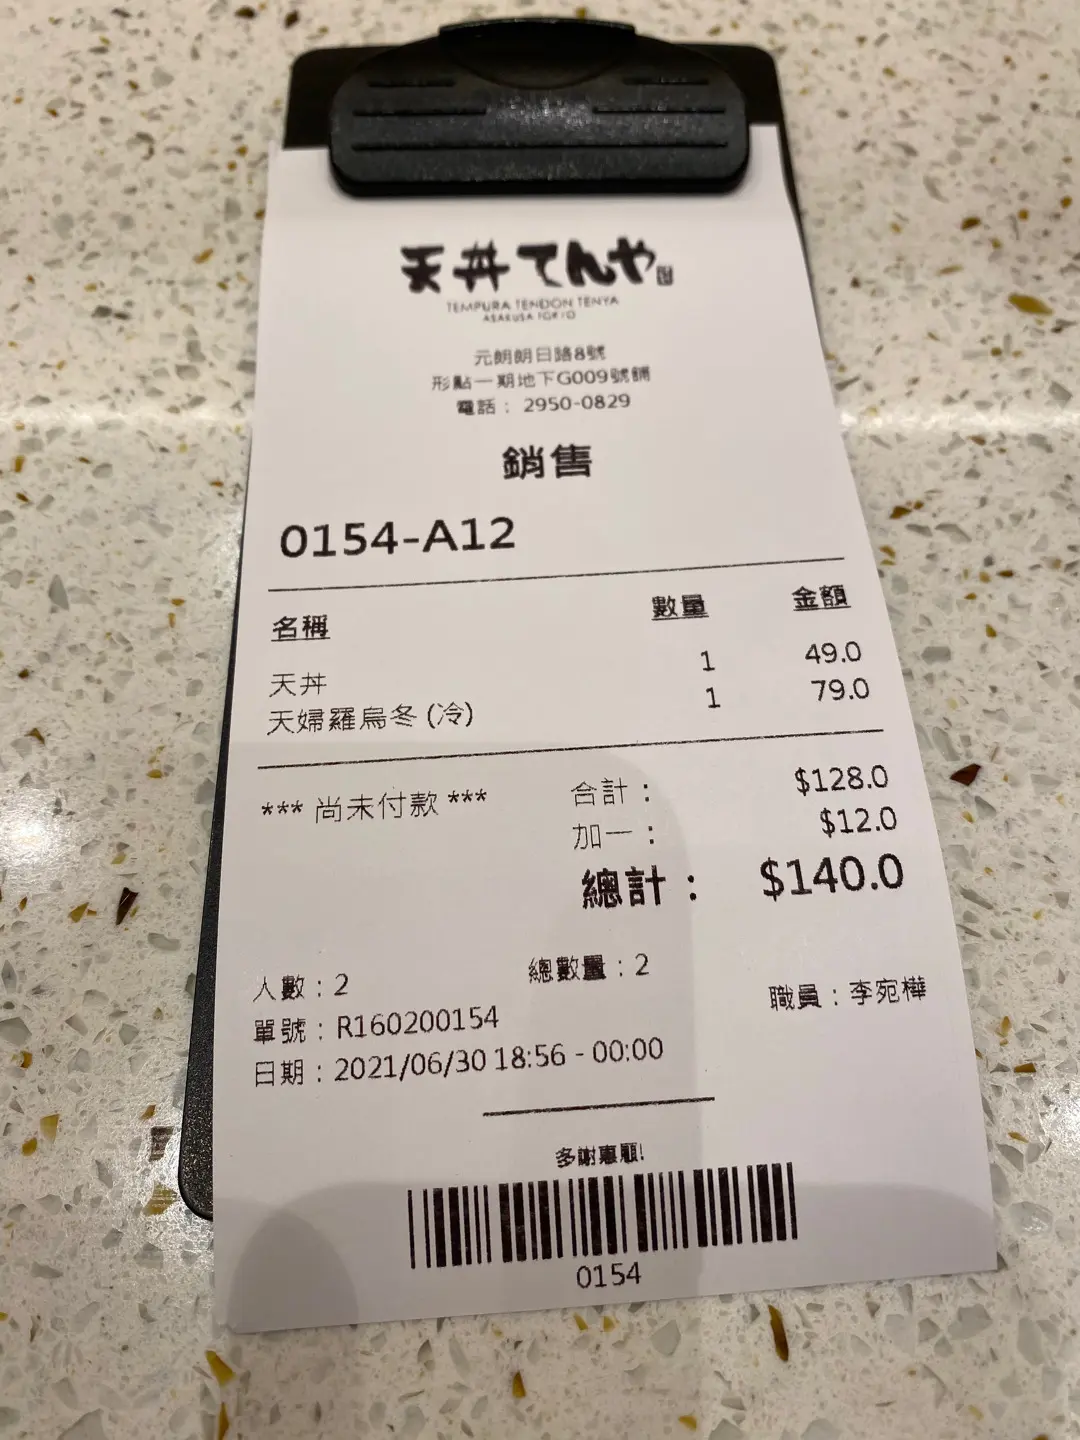 天丼てんや
TEMPURA TENDON TENYA
ASAKUSA TOKYO
元朗朗日路8號
形點一期地下G009號舖
電話： 2950-0829
銷售
0154-A12
名稱 數量 金額
天丼 1 49.0
天婦羅烏冬 (冷) 1 79.0
*** 尚未付款 *** 合計： $128.0
加一： $12.0
總計： $140.0
人數：2 總數量：2
單號：R160200154 職員：李宛樺
日期：2021/06/30 18:56 - 00:00
多謝惠顧!
0154